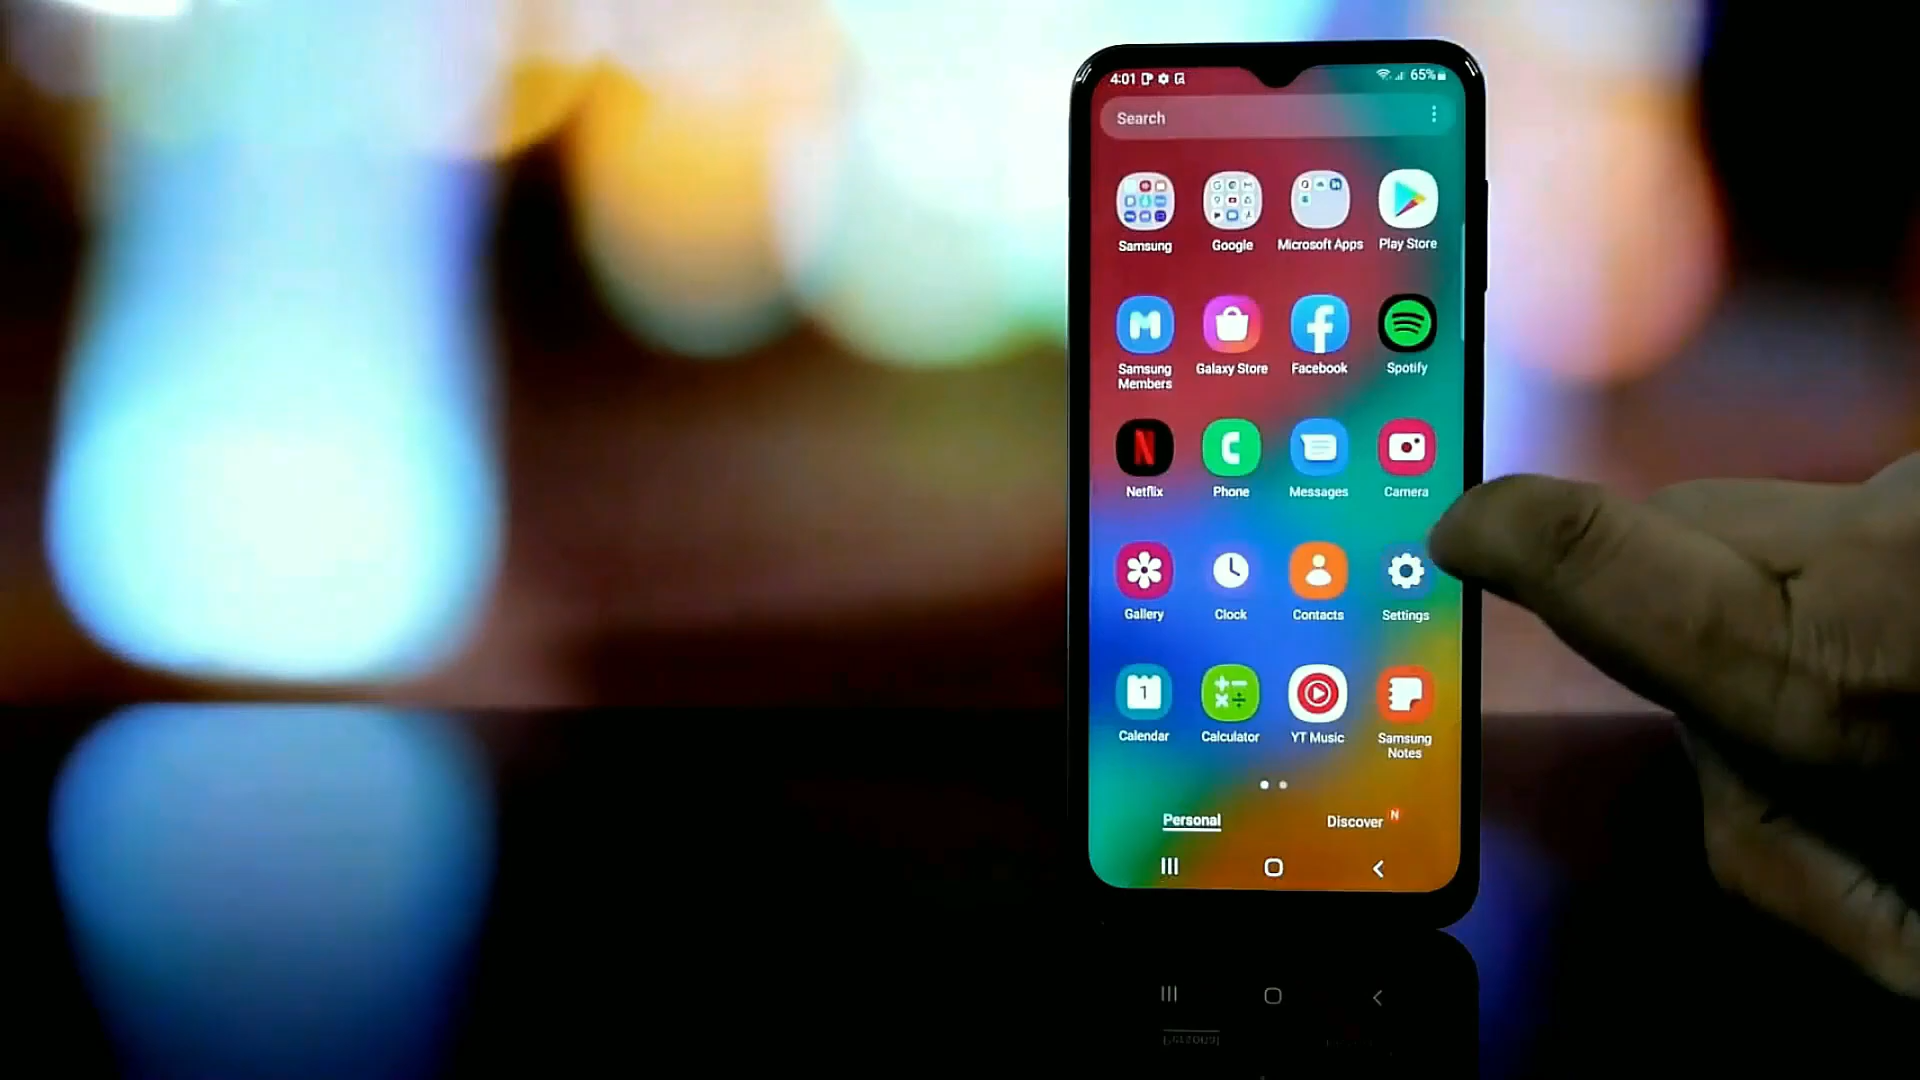 4:01 65%
Search
Samsung Google Microsoft Apps Play Store
Samsung Members Galaxy Store Facebook Spotify
Netflix Phone Messages Camera
Gallery Clock Contacts Settings
1
Calendar Calculator YT Music Samsung Notes
Personal Discover N